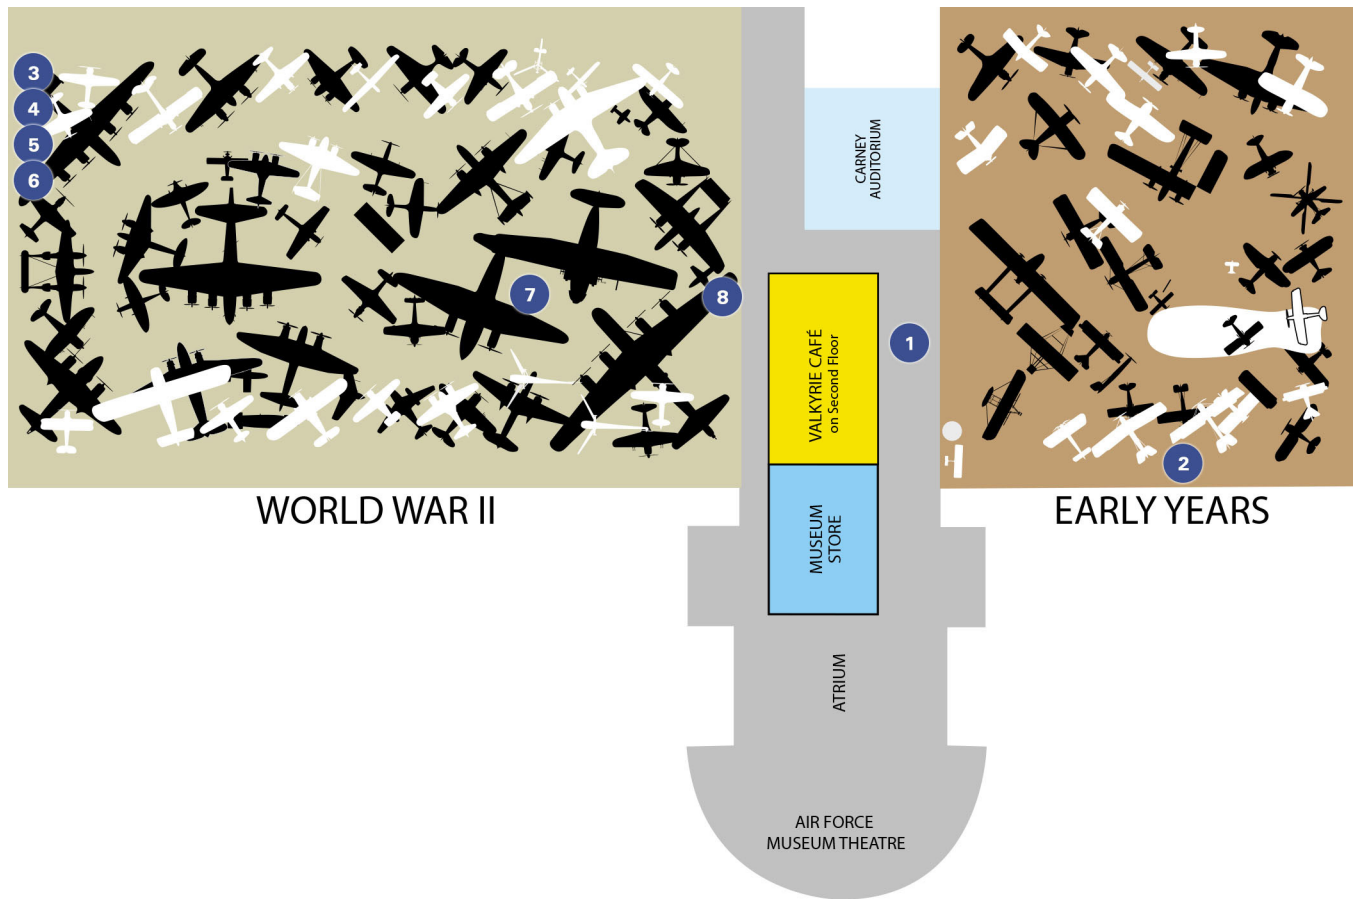 3
4
5
6
7
8
1
2
CARNEY
AUDITORIUM
VALKYRIE CAFÉ
on Second Floor
MUSEUM
STORE
WORLD WAR II
EARLY YEARS
ATRIUM
AIR FORCE
MUSEUM THEATRE